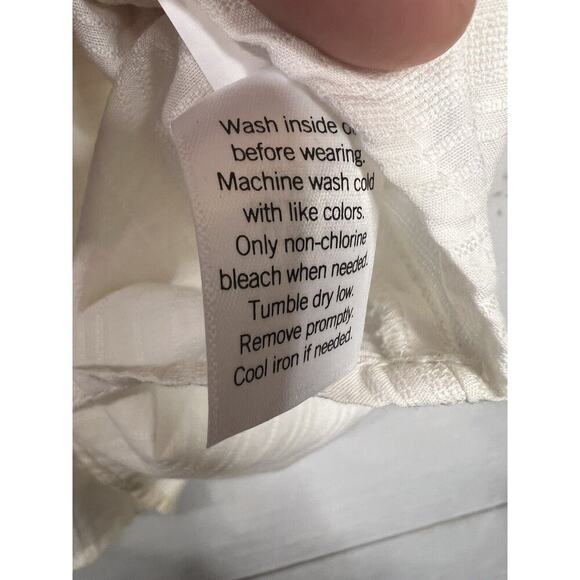 Wash inside
before wearing.
Machine wash cold
with like colors.
Only non-chlorine
bleach when needed.
Tumble dry low.
Remove promptly.
Cool iron if needed.